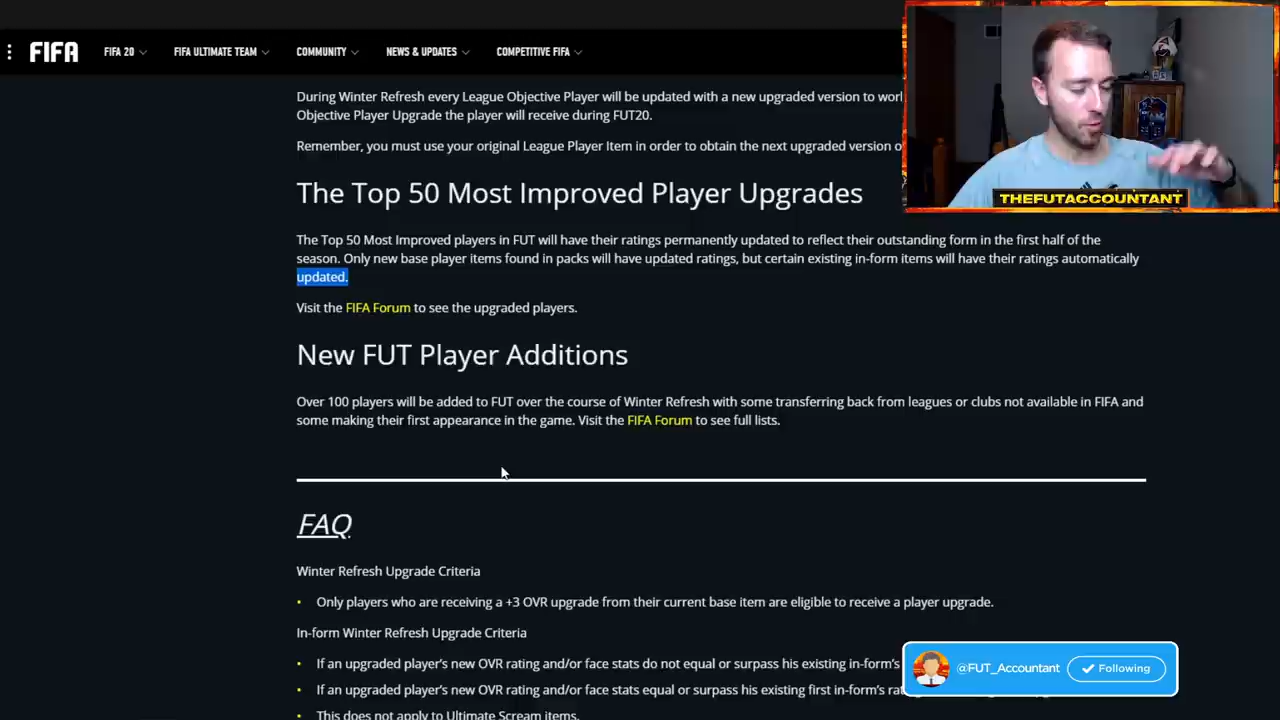 FIFA
FIFA 20
FIFA ULTIMATE TEAM
COMMUNITY
NEWS & UPDATES
COMPETITIVE FIFA
During Winter Refresh every League Objective Player will be updated with a new upgraded version to
Objective Player Upgrade the player will receive during FUT20.
Remember, you must use your original League Player Item in order to obtain the next upgraded version
THEFUTACCOUNTANT
The Top 50 Most Improved Player Upgrades
The Top 50 Most Improved players in FUT will have their ratings permanently updated to reflect their outstanding form in the first half of the
season. Only new base player items found in packs will have updated ratings, but certain existing in-form items will have their ratings automatically
updated.
Visit the FIFA Forum to see the upgraded players.
New FUT Player Additions
Over 100 players will be added to FUT over the course of Winter Refresh with some transferring back from leagues or clubs not available in FIFA and
some making their first appearance in the game. Visit the FIFA Forum to see full lists.
FAQ
Winter Refresh Upgrade Criteria
• Only players who are receiving a +3 OVR upgrade from their current base item are eligible to receive a player upgrade.
In-form Winter Refresh Upgrade Criteria
• If an upgraded player's new OVR rating and/or face stats do not equal or surpass his existing in-form's
• If an upgraded player's new OVR rating and/or face stats equal or surpass his existing first in-form's
• This does not apply to Ultimate Scream items.
@FUT_Accountant
Following